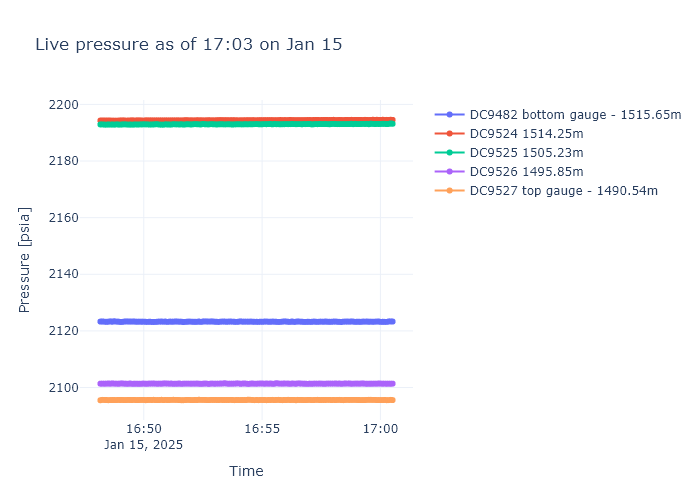 Live pressure as of 17:03 on Jan 15
Pressure [psia]
2200
2180
2160
2140
2120
2100
16:50
Jan 15, 2025
16:55
17:00
Time
DC9482 bottom gauge - 1515.65m
DC9524 1514.25m
DC9525 1505.23m
DC9526 1495.85m
DC9527 top gauge - 1490.54m